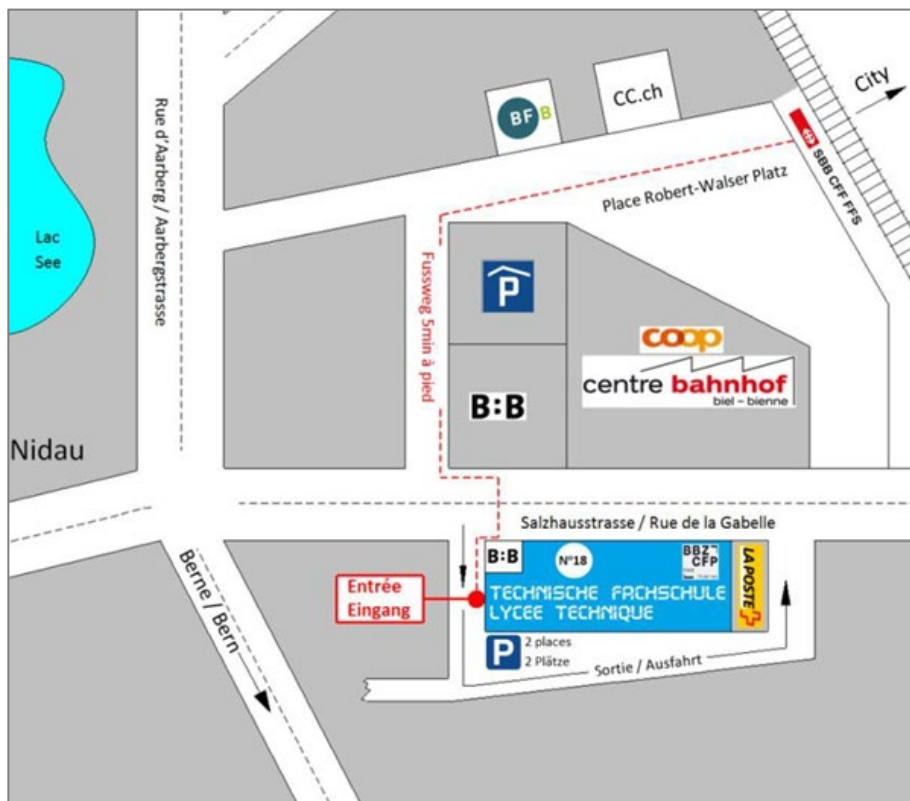 City
CC.ch
BF B
SBB CFF FFS
Rue d'Aarberg / Aarbergstrasse
Place Robert-Walser Platz
Lac
See
Fussweg 5min à pied
P
coop
centre bahnhof
biel – bienne
B:B
Nidau
Salzhausstrasse / Rue de la Gabelle
B:B
N°18
BBZ
CFP
LA POSTE
Entrée
Eingang
TECHNISCHE FACHSCHULE
LYCEE TECHNIQUE
Berne / Bern
P
2 places
2 Plätze
Sortie / Ausfahrt